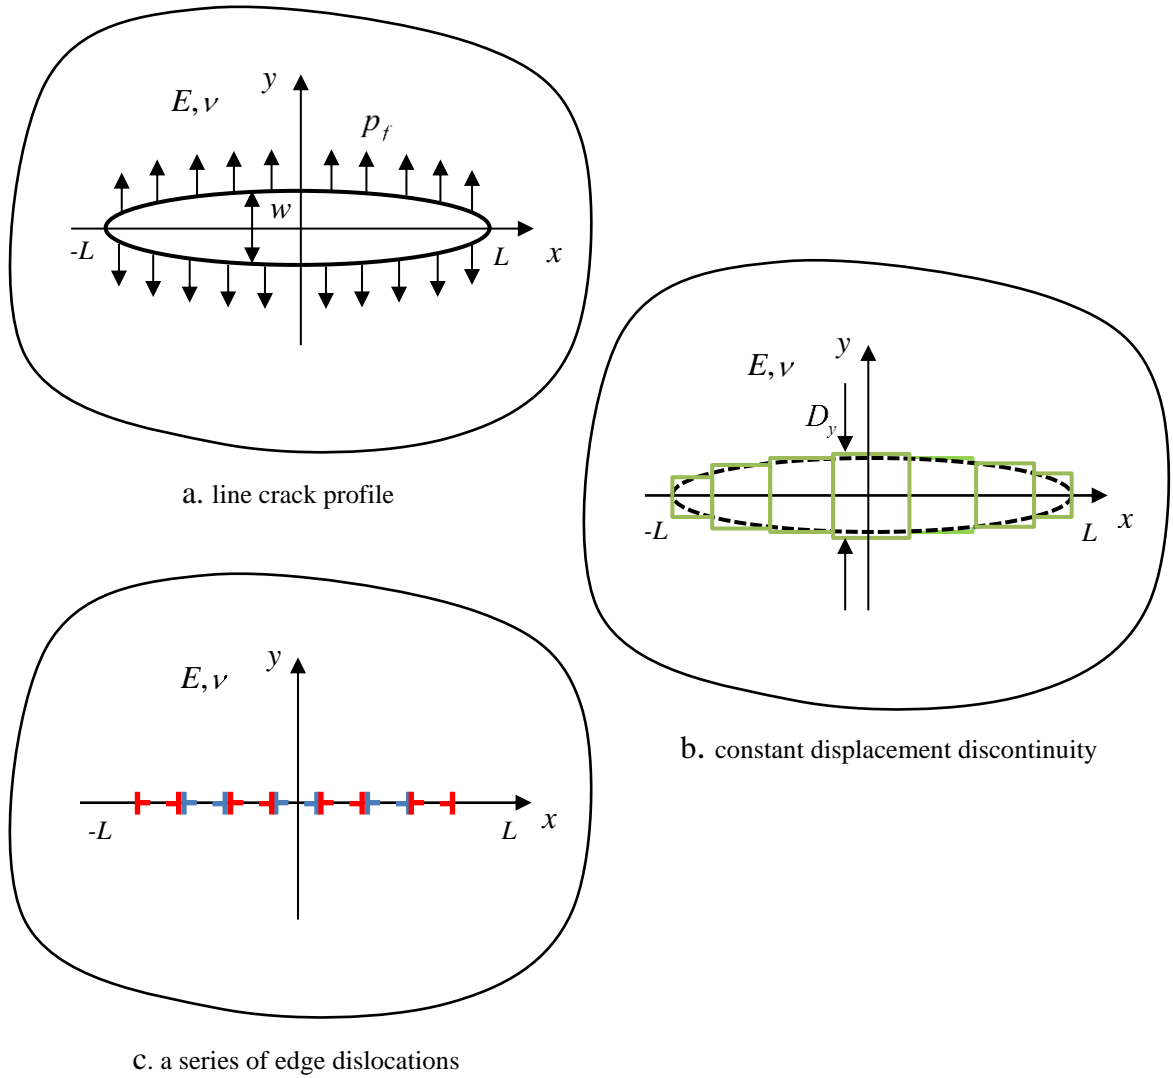 y
E, ν
p_f
w
-L
L
x
a. line crack profile
y
E, ν
D_y
-L
L
x
b. constant displacement discontinuity
y
E, ν
-L
L
x
c. a series of edge dislocations